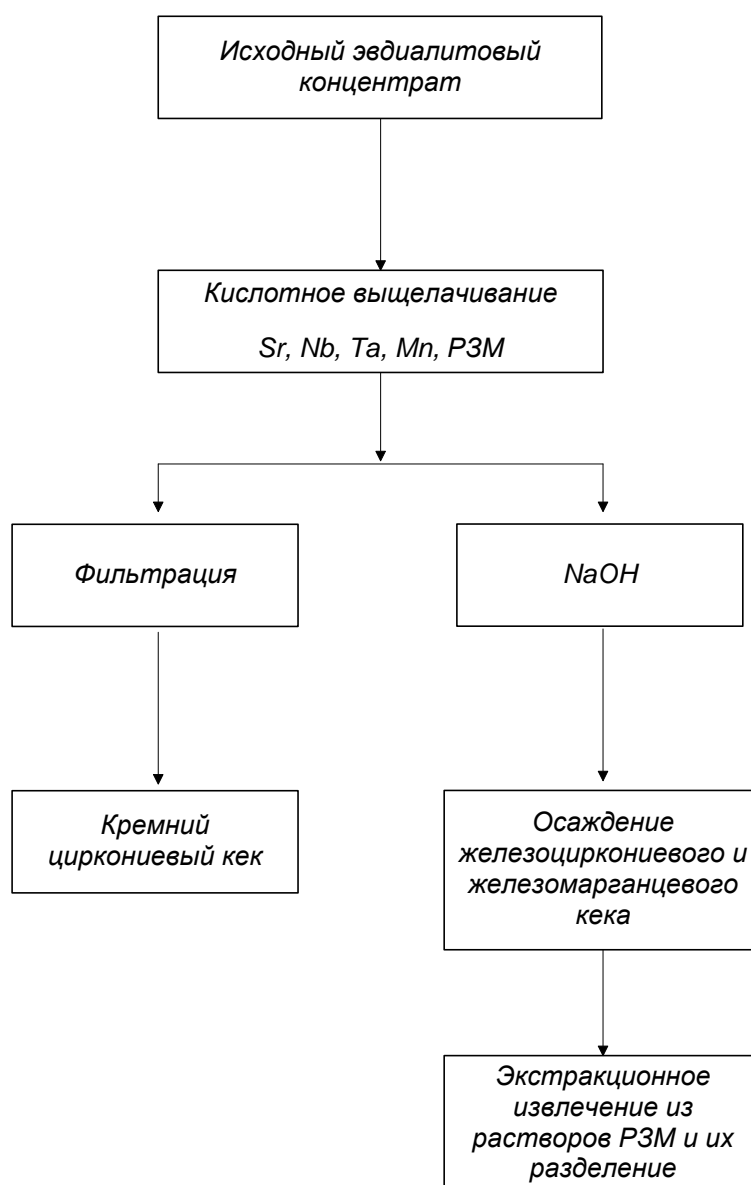 Исходный эвдиалитовый
концентрат
Кислотное выщелачивание
Sr, Nb, Ta, Mn, РЗМ
Фильтрация
NaOH
Кремний
циркониевый кек
Осаждение
железоциркониевого и
железомарганцевого
кека
Экстракционное
извлечение из
растворов РЗМ и их
разделение